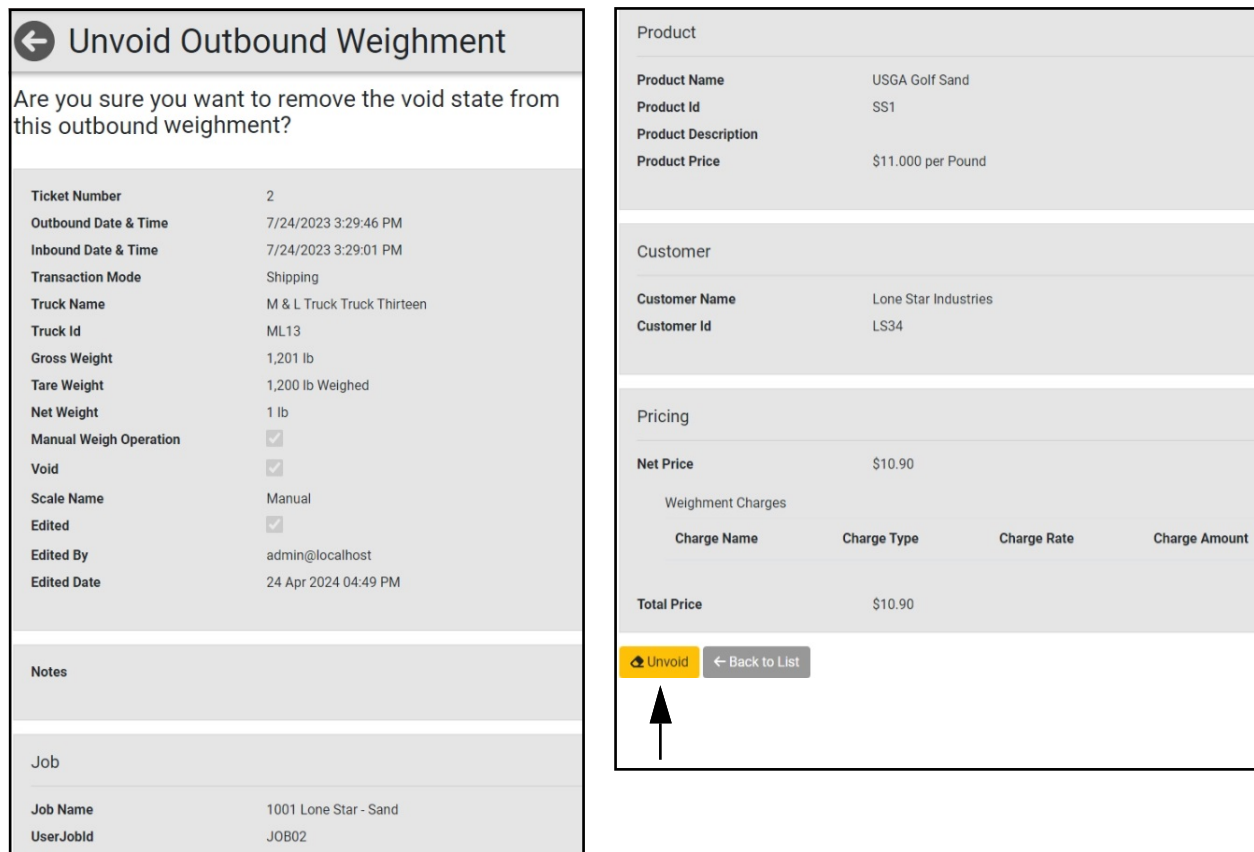 Unvoid Outbound Weighment
Are you sure you want to remove the void state from
this outbound weighment?
Ticket Number 2
Outbound Date & Time 7/24/2023 3:29:46 PM
Inbound Date & Time 7/24/2023 3:29:01 PM
Transaction Mode Shipping
Truck Name M & L Truck Truck Thirteen
Truck Id ML13
Gross Weight 1,201 lb
Tare Weight 1,200 lb Weighed
Net Weight 1 lb
Manual Weigh Operation
Void
Scale Name Manual
Edited
Edited By admin@localhost
Edited Date 24 Apr 2024 04:49 PM
Notes
Job
Job Name 1001 Lone Star - Sand
UserJobId JOB02
Product
Product Name USGA Golf Sand
Product Id SS1
Product Description
Product Price $11.000 per Pound
Customer
Customer Name Lone Star Industries
Customer Id LS34
Pricing
Net Price $10.90
Weighment Charges
Charge Name Charge Type Charge Rate Charge Amount
Total Price $10.90
Unvoid Back to List